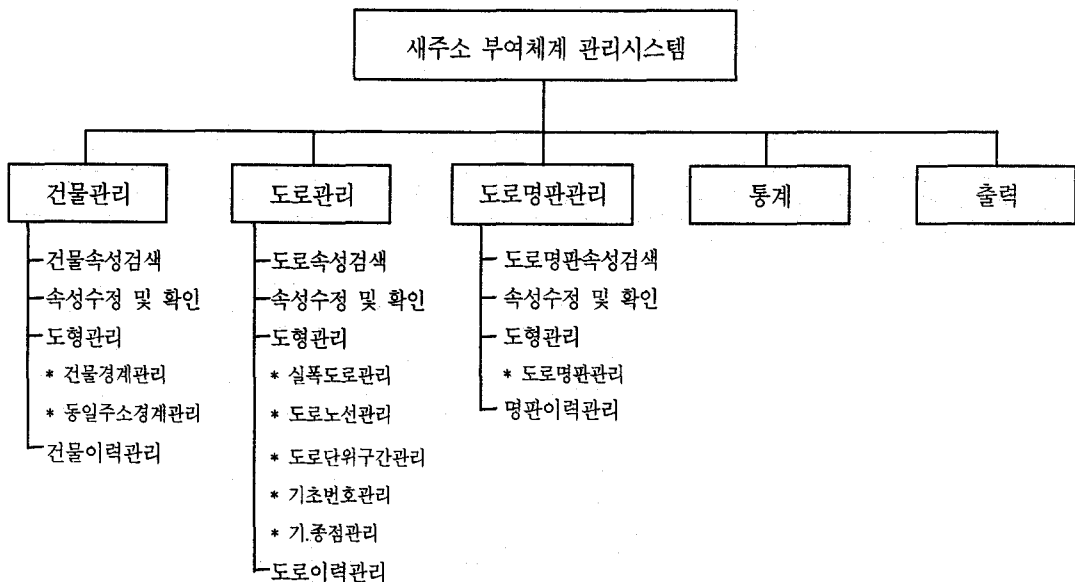 새주소 부여체계 관리시스템
건물관리
건물속성검색
속성수정 및 확인
도형관리
* 건물경계관리
* 동일주소경계관리
건물이력관리
도로관리
도로속성검색
속성수정 및 확인
도형관리
* 실폭도로관리
* 도로노선관리
* 도로단위구간관리
* 기초번호관리
* 기.종점관리
도로이력관리
도로명판관리
도로명판속성검색
속성수정 및 확인
도형관리
* 도로명판관리
명판이력관리
통계
출력